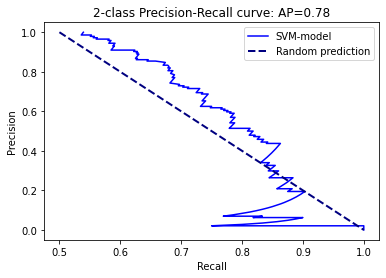 2-class Precision-Recall curve: AP=0.78
SVM-model
Random prediction
Precision
1.0
0.8
0.6
0.4
0.2
0.0
0.5
0.6
0.7
0.8
0.9
1.0
Recall